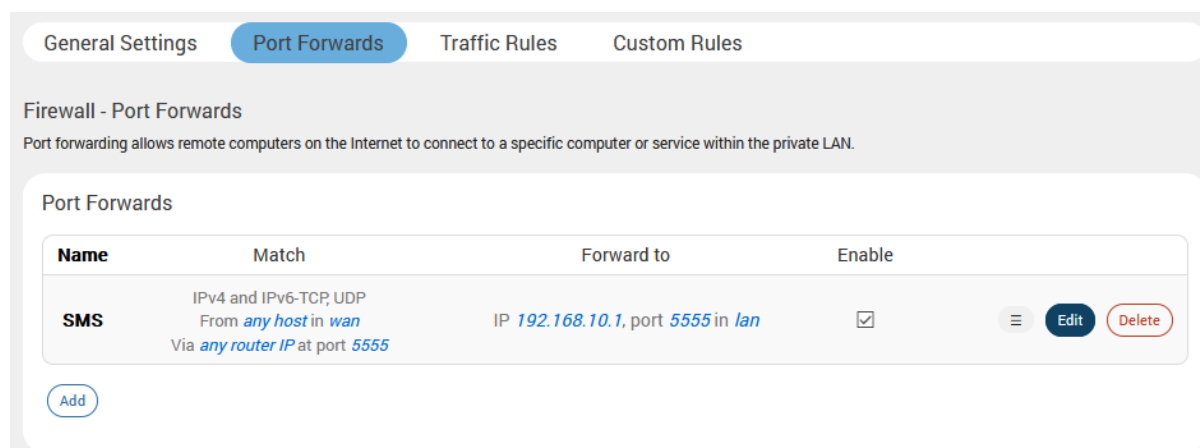 General Settings Port Forwards Traffic Rules Custom Rules
Firewall - Port Forwards
Port forwarding allows remote computers on the Internet to connect to a specific computer or service within the private LAN.
Port Forwards
Name Match Forward to Enable
IPv4 and IPv6-TCP, UDP
SMS From any host in wan IP 192.168.10.1, port 5555 in lan Edit Delete
Via any router IP at port 5555
Add